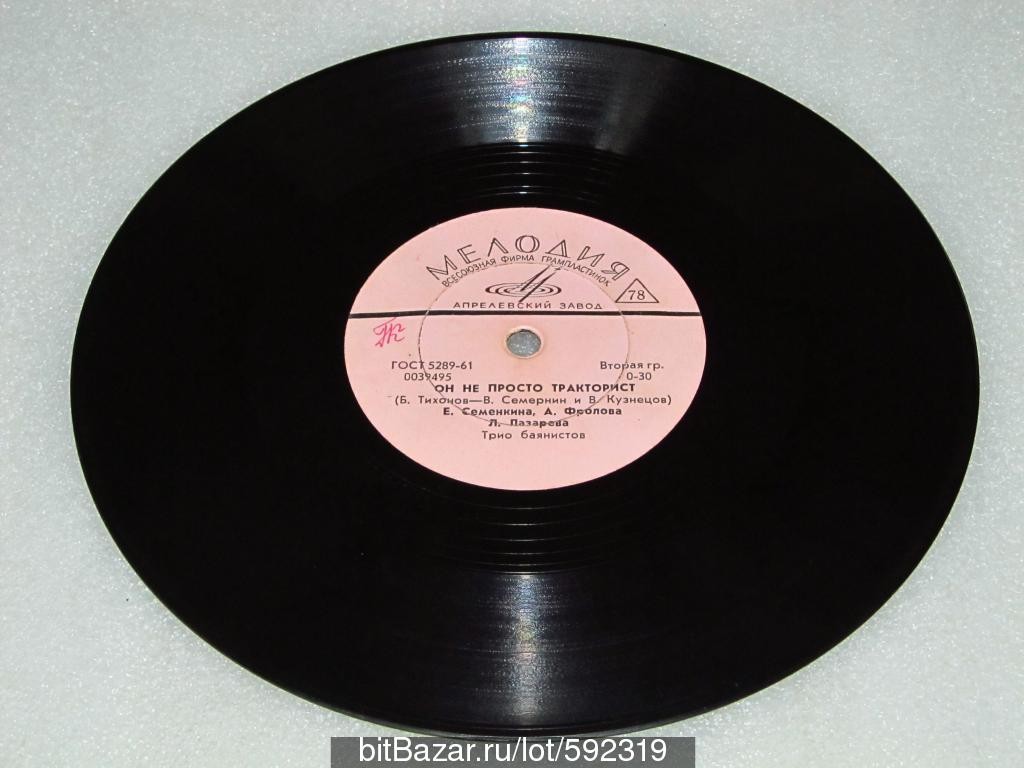 МЕЛОДИЯ
ВСЕСОЮЗНАЯ ФИРМА ГРАМПЛАСТИНОК
78
АПРЕЛЕВСКИЙ ЗАВОД
ГОСТ 5289-61 Вторая гр.
0039495 0-30
ОН НЕ ПРОСТО ТРАКТОРИСТ
(Б. Тихонов—В. Семернин и В. Кузнецов)
Е. Семенкина, А. Фролова
Л. Лазарева
Трио баянистов
bitBazar.ru/lot/592319